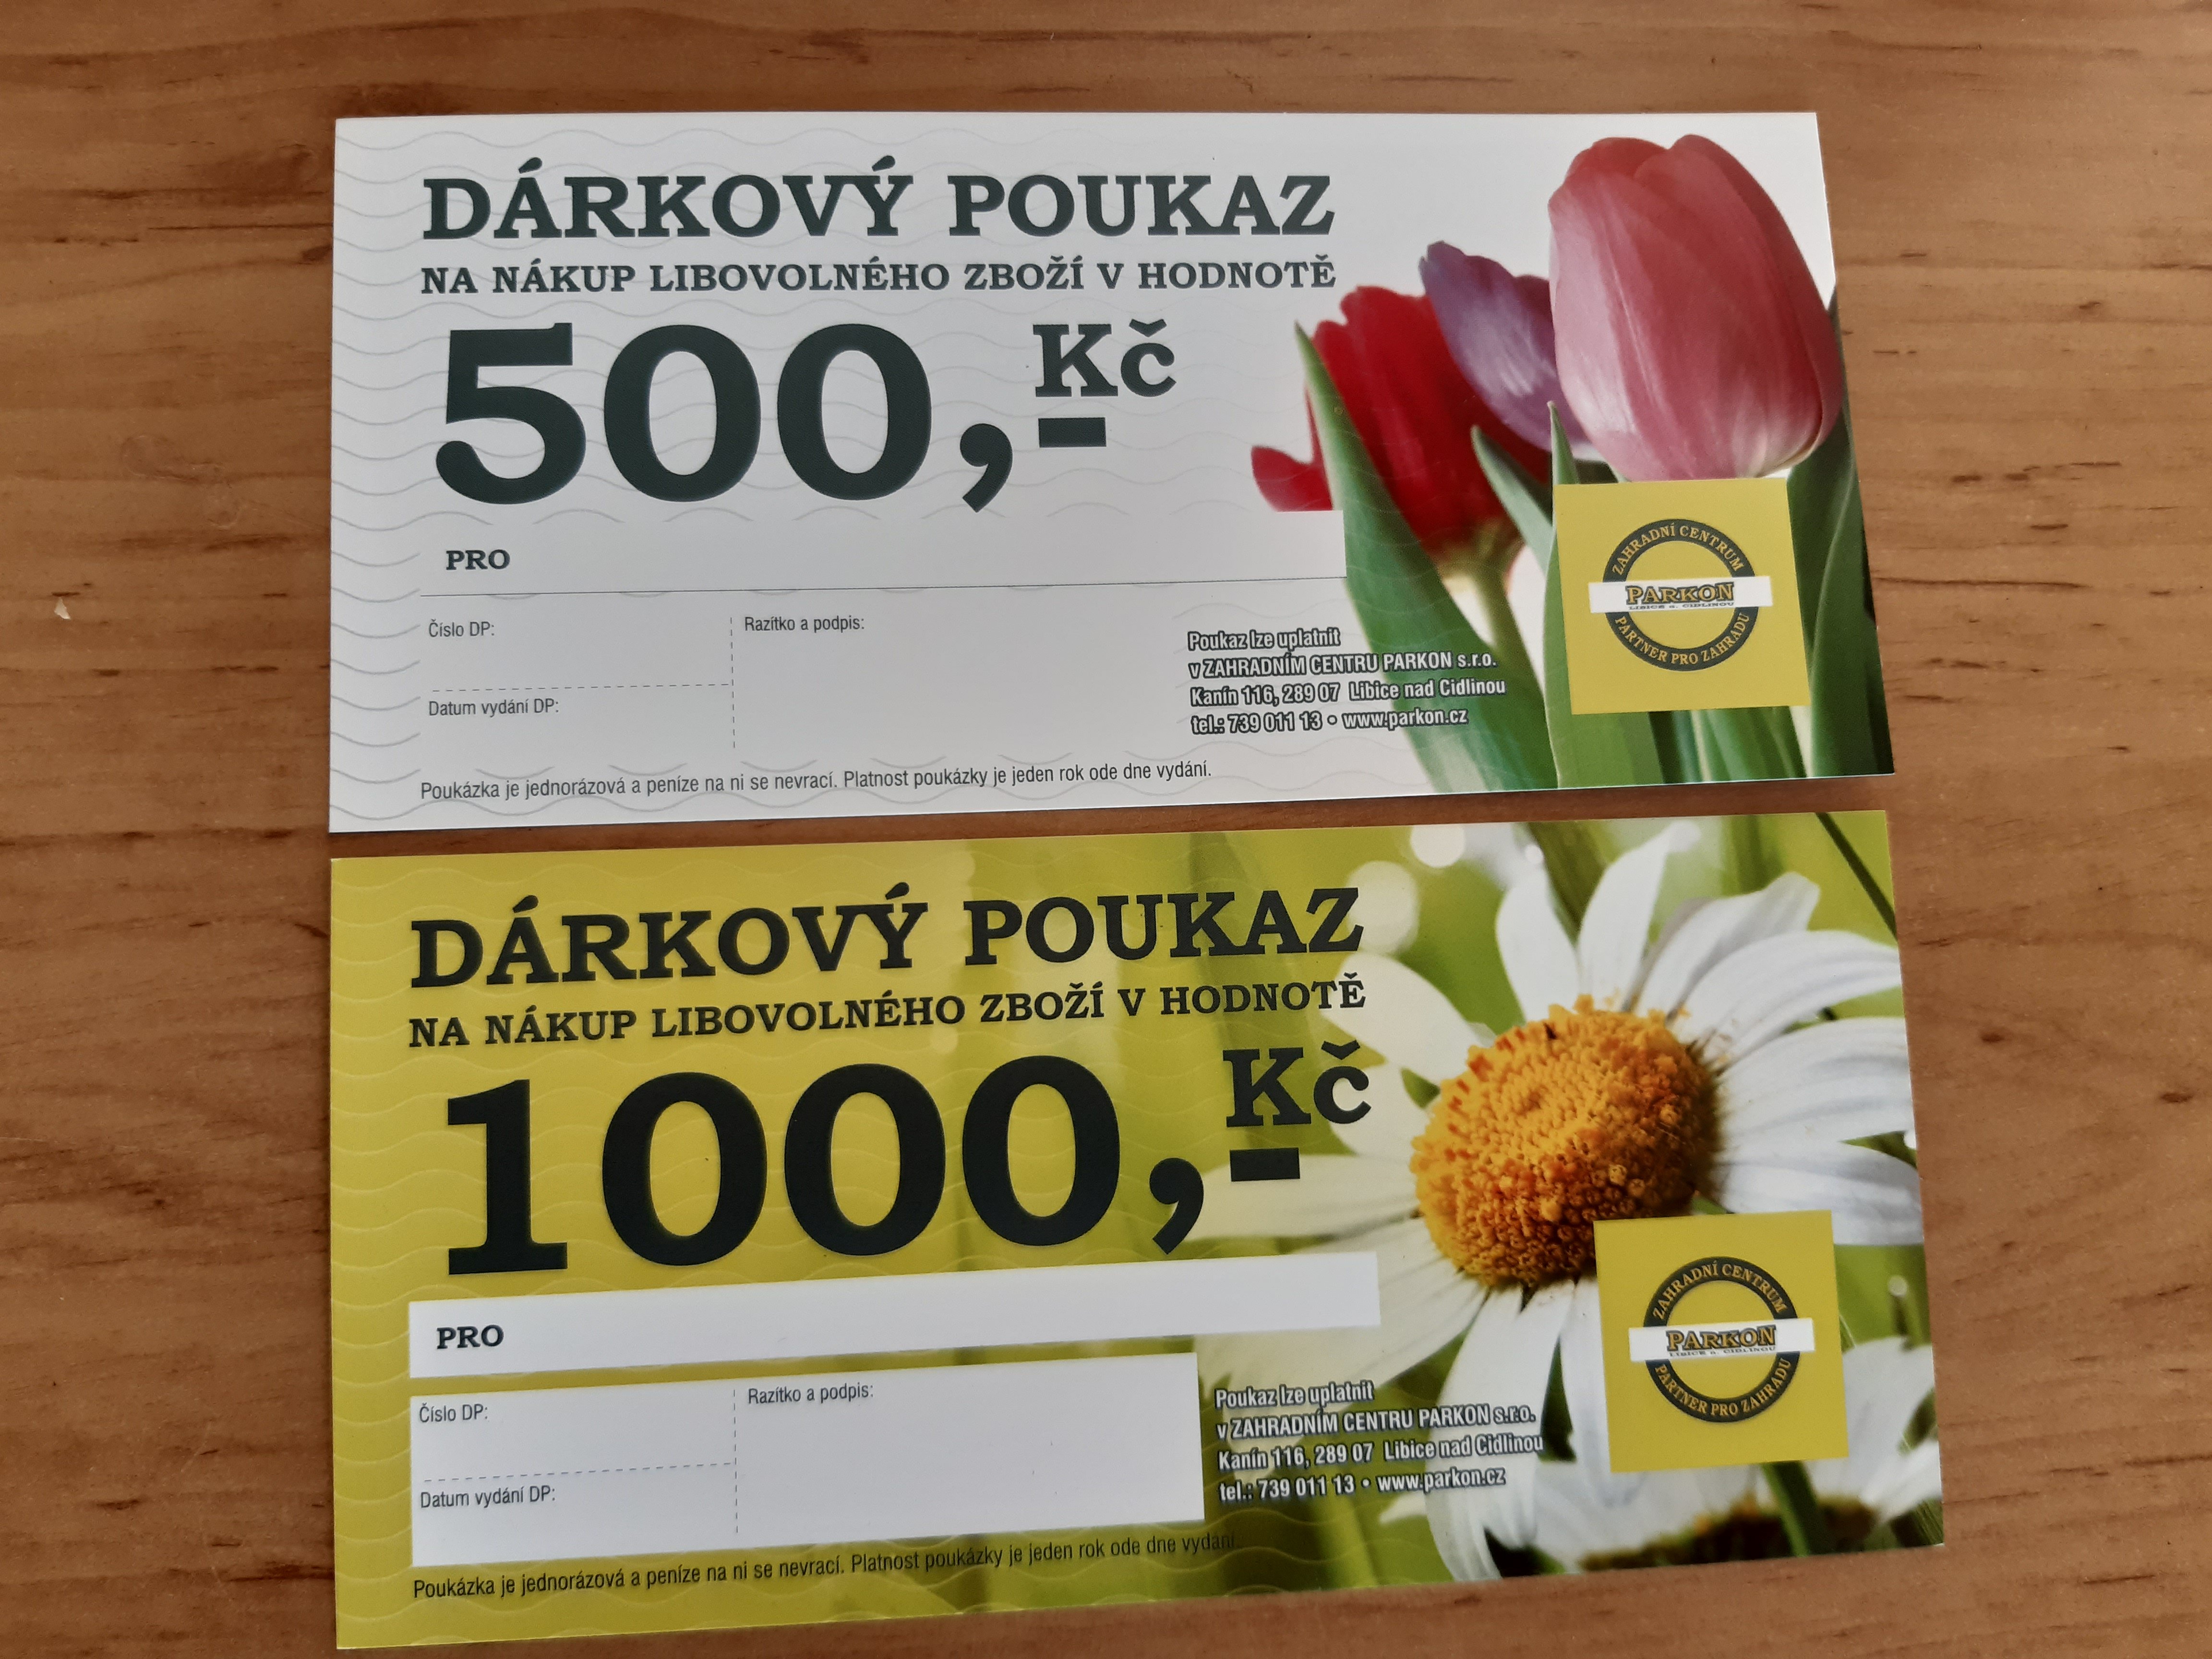 DÁRKOVÝ POUKAZ
NA NÁKUP LIBOVOLNÉHO ZBOŽÍ V HODNOTĚ
500,- Kč
PRO
Číslo DP:
Razítko a podpis:
Datum vydání DP:
Poukaz lze uplatnit
v ZAHRADNÍM CENTRU PARKON s.r.o.
Kanín 116, 289 07 Libice nad Cidlinou
tel.: 739 011 13 • www.parkon.cz
Poukázka je jednorázová a peníze na ni se nevrací. Platnost poukázky je jeden rok ode dne vydání.
ZAHRADNÍ CENTRUM
PARKON
LIBICE n. CIDLINOU
PARTNER PRO ZAHRADU
DÁRKOVÝ POUKAZ
NA NÁKUP LIBOVOLNÉHO ZBOŽÍ V HODNOTĚ
1000,- Kč
PRO
Číslo DP:
Razítko a podpis:
Datum vydání DP:
Poukaz lze uplatnit
v ZAHRADNÍM CENTRU PARKON s.r.o.
Kanín 116, 289 07 Libice nad Cidlinou
tel.: 739 011 13 • www.parkon.cz
Poukázka je jednorázová a peníze na ni se nevrací. Platnost poukázky je jeden rok ode dne vydání.
ZAHRADNÍ CENTRUM
PARKON
LIBICE n. CIDLINOU
PARTNER PRO ZAHRADU